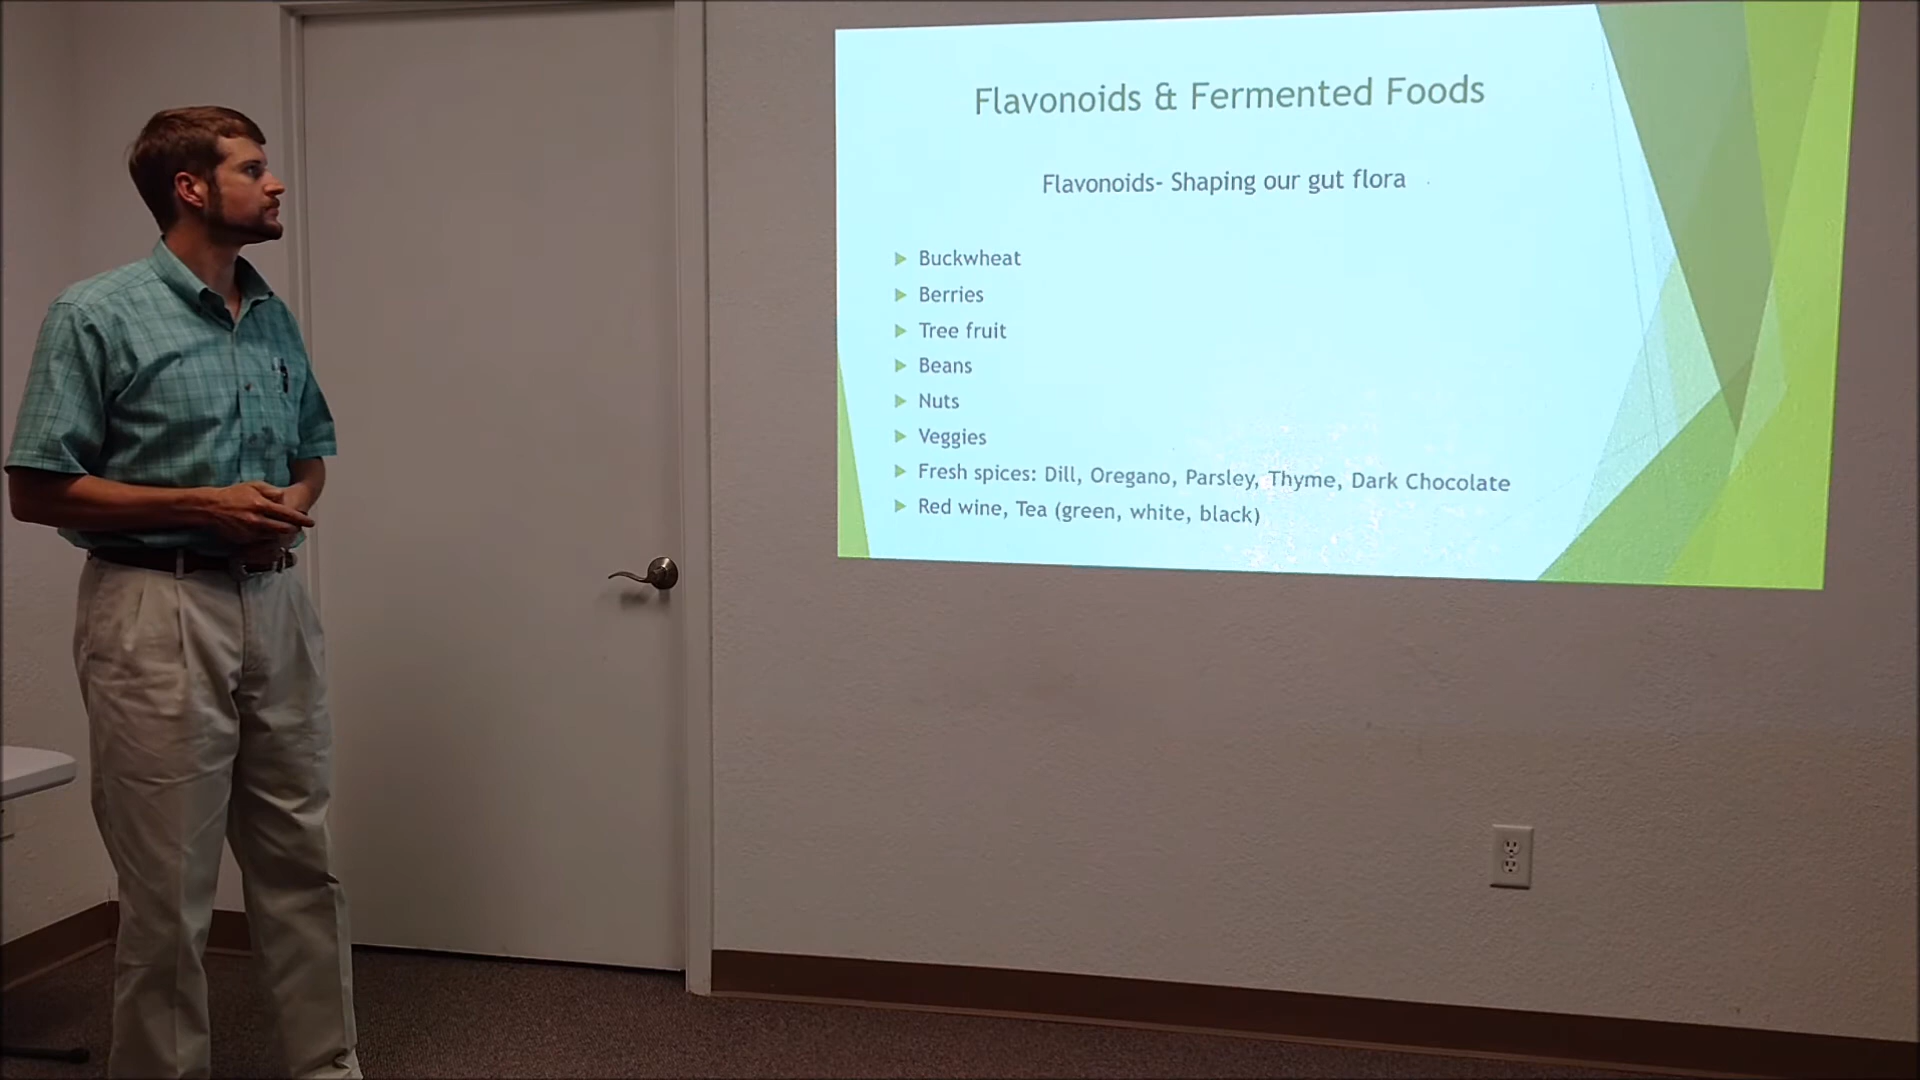 Flavonoids & Fermented Foods
Flavonoids- Shaping our gut flora
Buckwheat
Berries
Tree fruit
Beans
Nuts
Veggies
Fresh spices: Dill, Oregano, Parsley, Thyme, Dark Chocolate
Red wine, Tea (green, white, black)